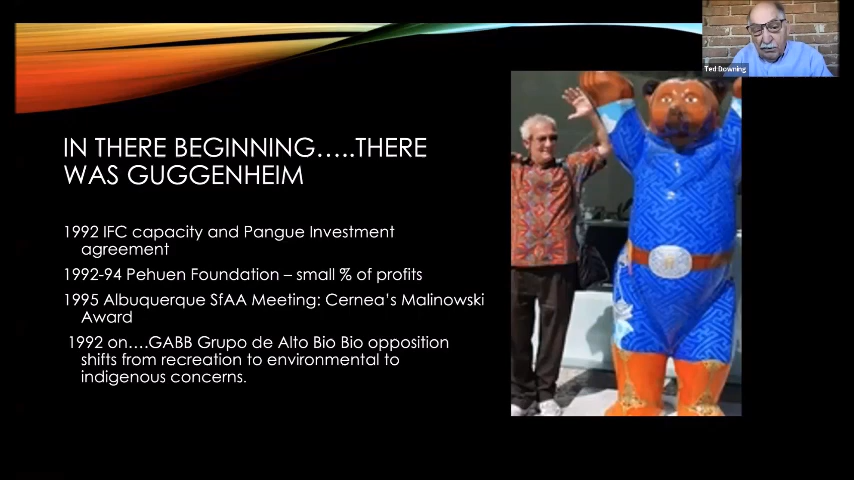 Ted Downing
IN THERE BEGINNING.....THERE
WAS GUGGENHEIM
1992 IFC capacity and Pangue Investment
agreement
1992-94 Pehuen Foundation – small % of profits
1995 Albuquerque SfAA Meeting: Cernea's Malinowski
Award
1992 on....GABB Grupo de Alto Bio Bio opposition
shifts from recreation to environmental to
indigenous concerns.